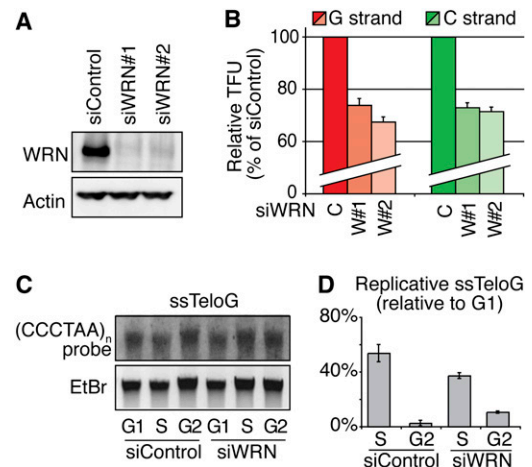 A
siControl
siWRN#1
siWRN#2
WRN
Actin
B
G strand
C strand
Relative TFU
(% of siControl)
100
80
60
0
siWRN
C
W#1
W#2
C
W#1
W#2
C
ssTeloG
(CCCTAA)n
probe
EtBr
G1 S G2 G1 S G2
siControl siWRN
D
Replicative ssTeloG
(relative to G1)
80%
40%
0%
S G2 S G2
siControl siWRN